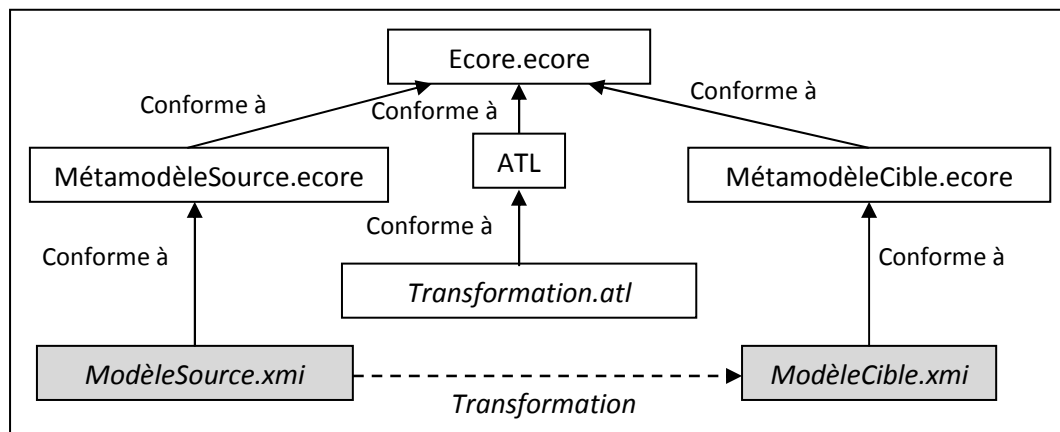 Ecore.ecore
Conforme à
Conforme à
Conforme à
MétamodèleSource.ecore
ATL
MétamodèleCible.ecore
Conforme à
Conforme à
Conforme à
Transformation.atl
ModèleSource.xmi
ModèleCible.xmi
Transformation